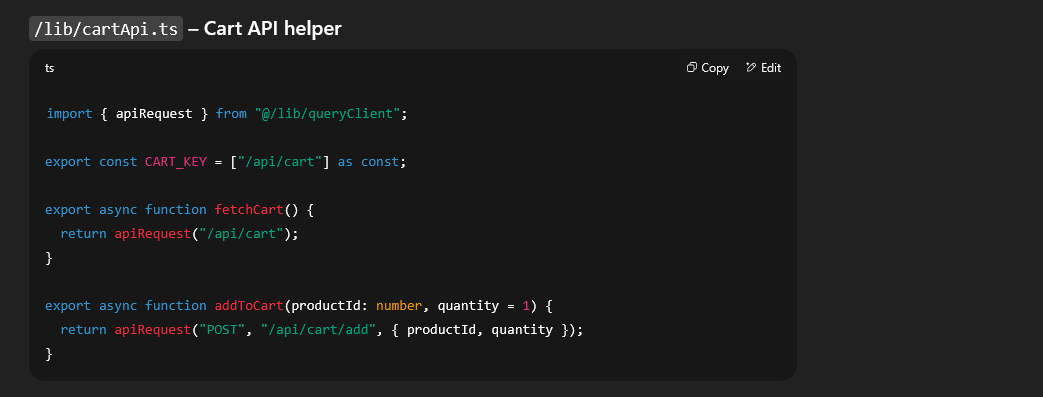 /lib/cartApi.ts – Cart API helper
ts
Copy
Edit
import { apiRequest } from "@/lib/queryClient";
export const CART_KEY = ["/api/cart"] as const;
export async function fetchCart() {
  return apiRequest("/api/cart");
}
export async function addToCart(productId: number, quantity = 1) {
  return apiRequest("POST", "/api/cart/add", { productId, quantity });
}